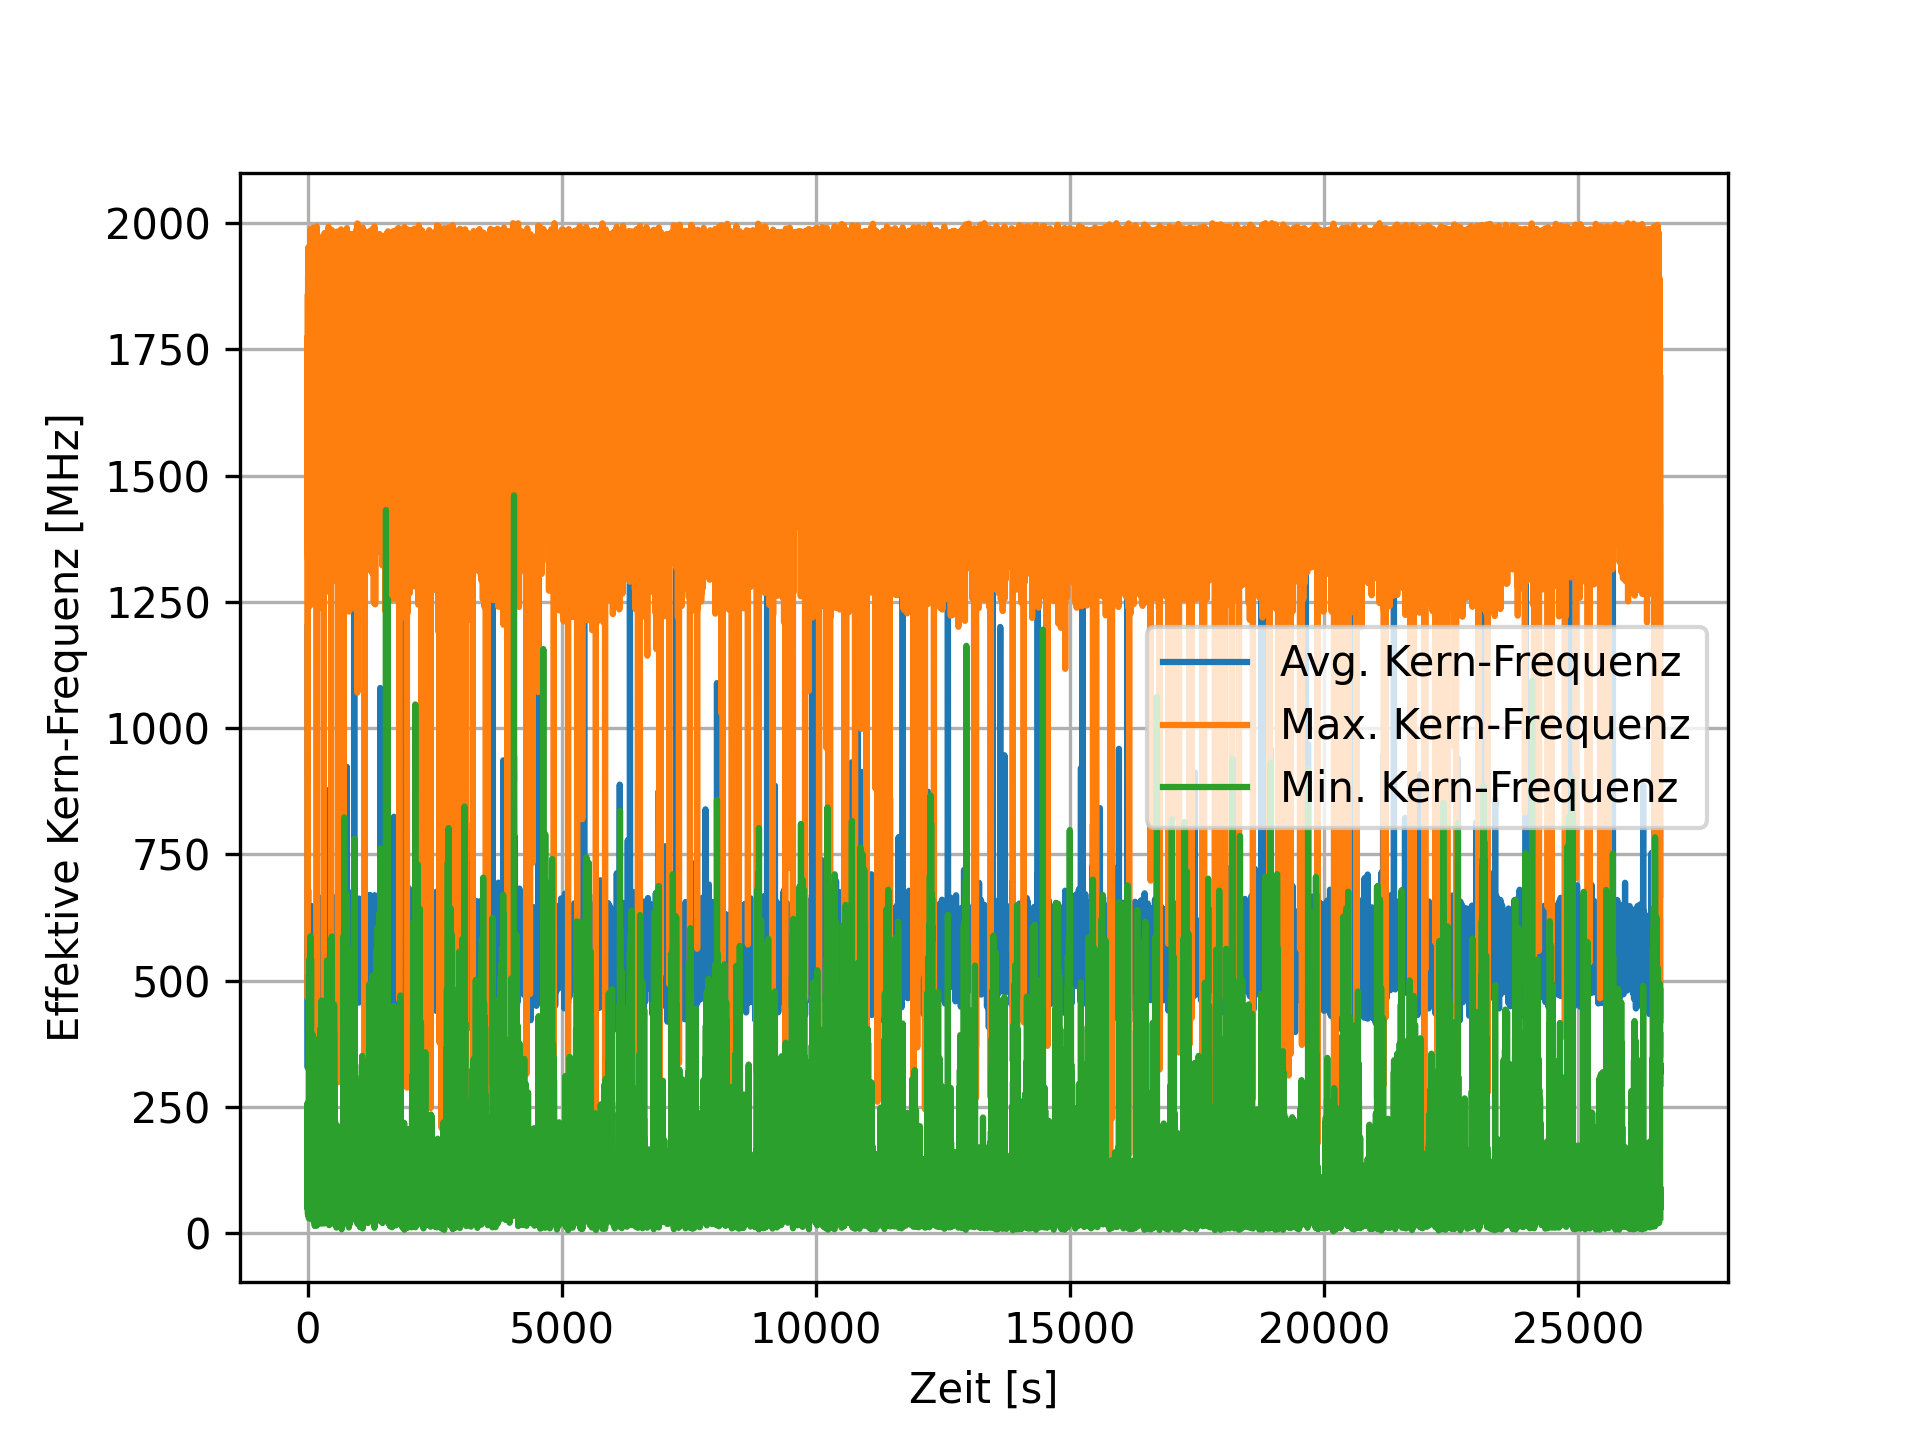 2000
1750
1500
1250
1000
750
500
250
0
Effektive Kern-Frequenz [MHz]
Avg. Kern-Frequenz
Max. Kern-Frequenz
Min. Kern-Frequenz
0 5000 10000 15000 20000 25000
Zeit [s]